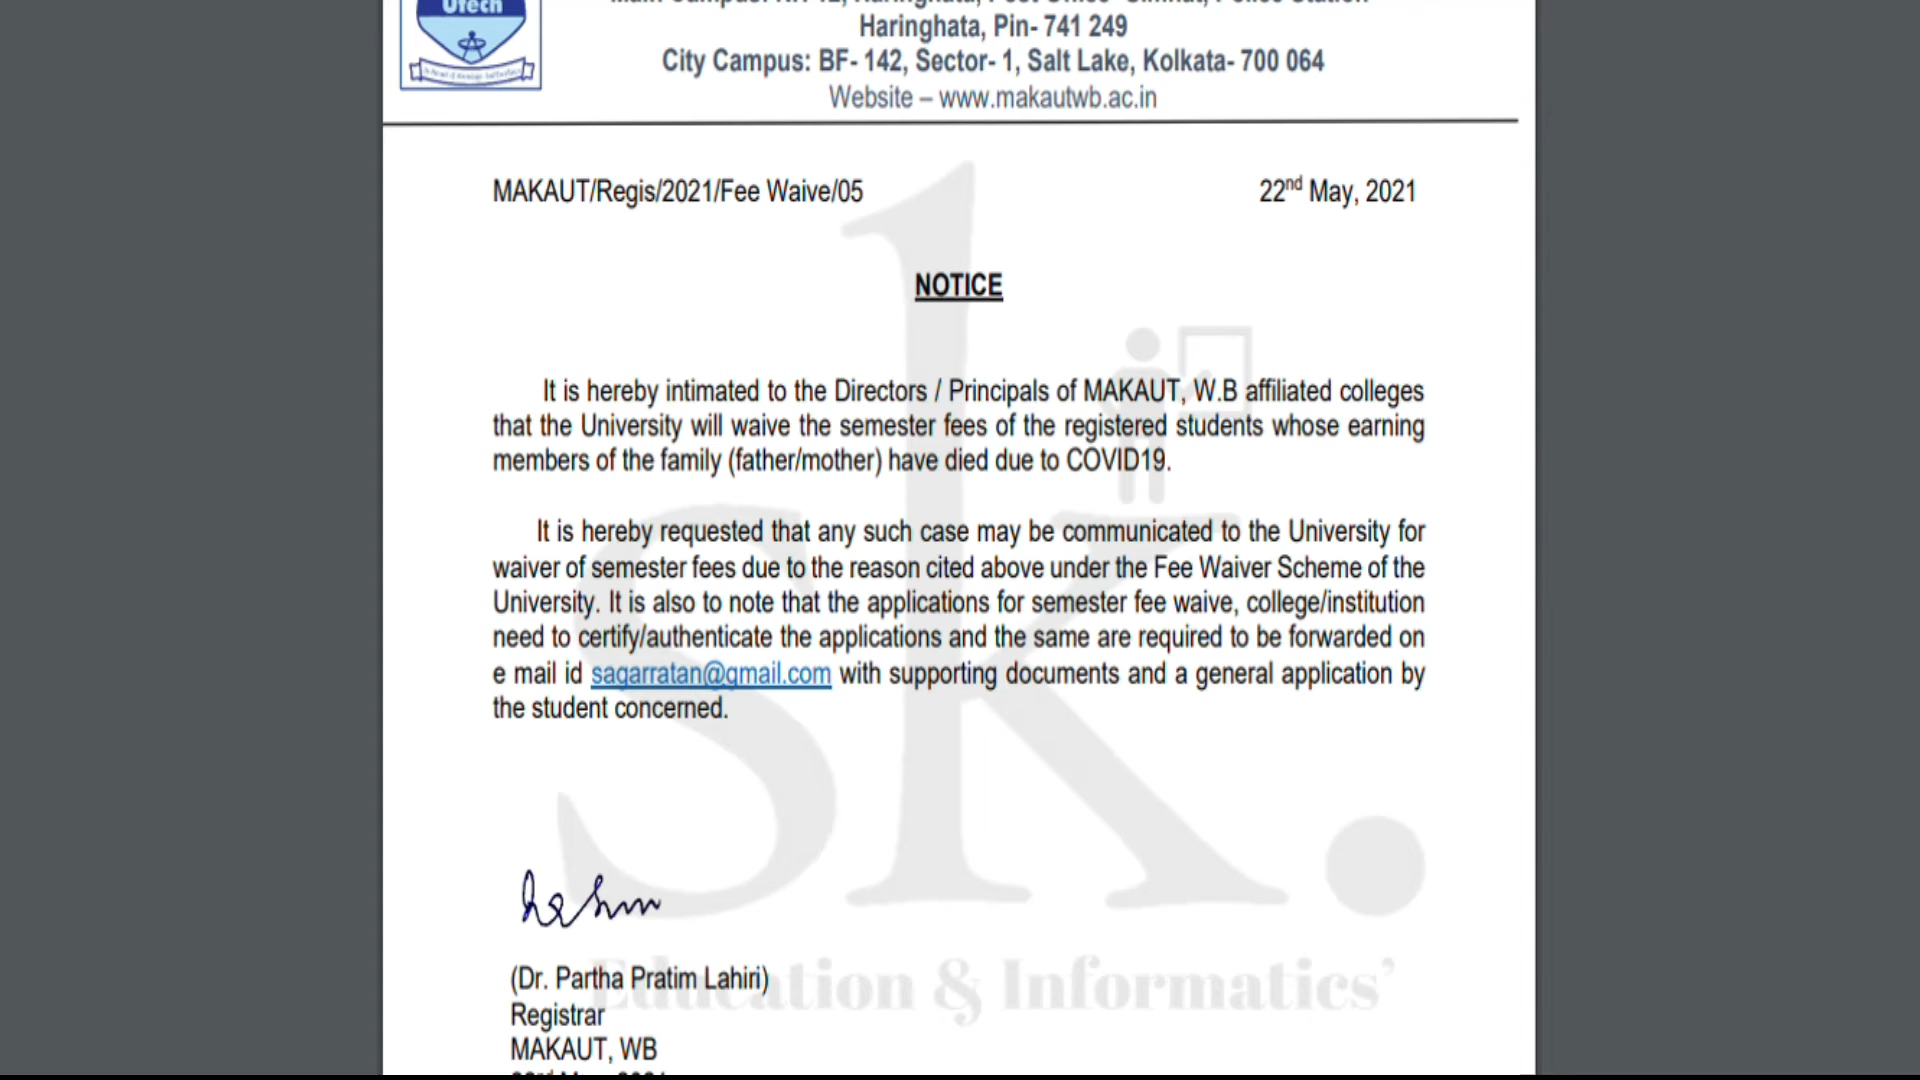 Utech
Haringhata, Pin- 741 249
City Campus: BF- 142, Sector- 1, Salt Lake, Kolkata- 700 064
Website – www.makautwb.ac.in
MAKAUT/Regis/2021/Fee Waive/05
22nd May, 2021
NOTICE
It is hereby intimated to the Directors / Principals of MAKAUT, W.B affiliated colleges
that the University will waive the semester fees of the registered students whose earning
members of the family (father/mother) have died due to COVID19.
It is hereby requested that any such case may be communicated to the University for
waiver of semester fees due to the reason cited above under the Fee Waiver Scheme of the
University. It is also to note that the applications for semester fee waive, college/institution
need to certify/authenticate the applications and the same are required to be forwarded on
e mail id sagarratan@gmail.com with supporting documents and a general application by
the student concerned.
sk.
Education & Informatics’
(Dr. Partha Pratim Lahiri)
Registrar
MAKAUT, WB